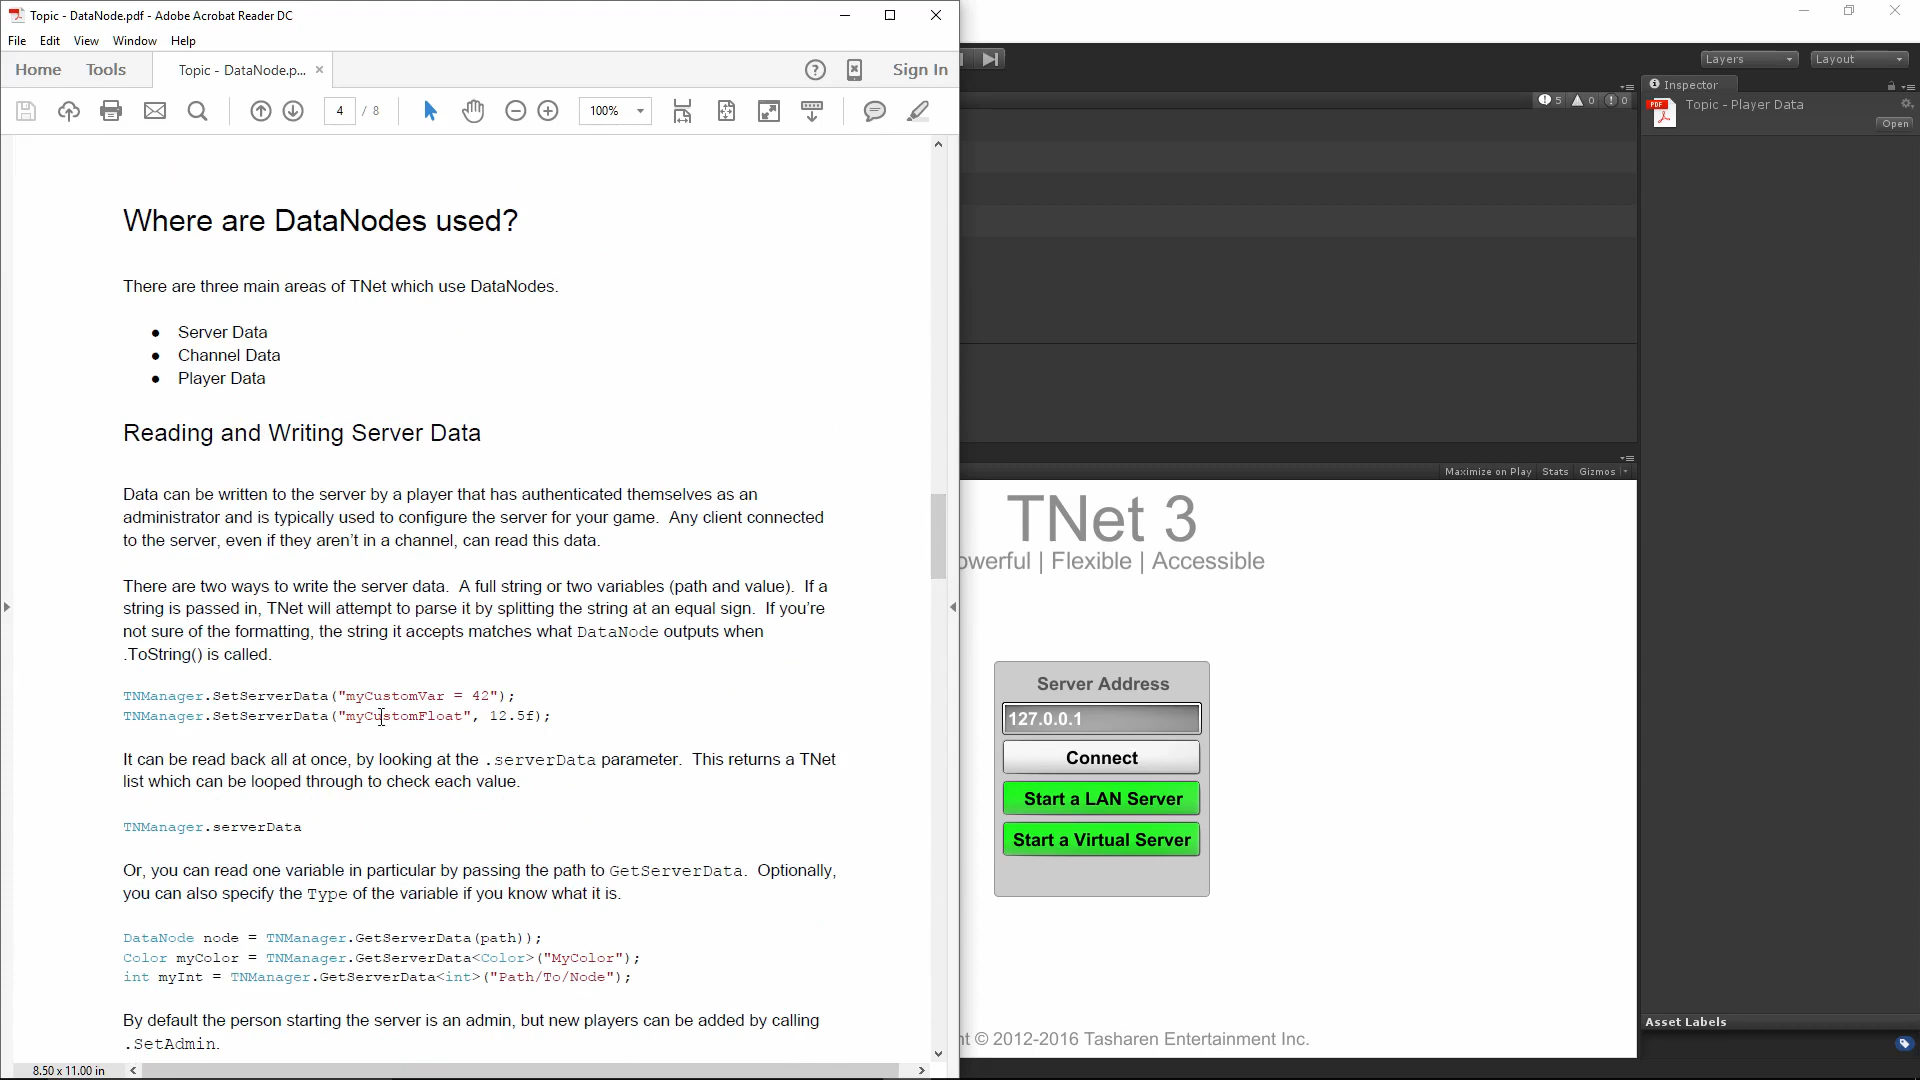 Topic - DataNode.pdf - Adobe Acrobat Reader DC
File Edit View Window Help
Home Tools Topic - DataNode.p... × Sign In
4 / 8 100%
Where are DataNodes used?
There are three main areas of TNet which use DataNodes.
● Server Data
● Channel Data
● Player Data
Reading and Writing Server Data
Data can be written to the server by a player that has authenticated themselves as an
administrator and is typically used to configure the server for your game. Any client connected
to the server, even if they aren't in a channel, can read this data.
There are two ways to write the server data. A full string or two variables (path and value). If a
string is passed in, TNet will attempt to parse it by splitting the string at an equal sign. If you're
not sure of the formatting, the string it accepts matches what DataNode outputs when
.ToString() is called.
TNManager.SetServerData("myCustomVar = 42");
TNManager.SetServerData("myCustomFloat", 12.5f);
It can be read back all at once, by looking at the .serverData parameter. This returns a TNet
list which can be looped through to check each value.
TNManager.serverData
Or, you can read one variable in particular by passing the path to GetServerData. Optionally,
you can also specify the Type of the variable if you know what it is.
DataNode node = TNManager.GetServerData(path));
Color myColor = TNManager.GetServerData<Color>("MyColor");
int myInt = TNManager.GetServerData<int>("Path/To/Node");
By default the person starting the server is an admin, but new players can be added by calling
.SetAdmin.
8.50 x 11.00 in
Layers Layout
Inspector
5 0 0
Topic - Player Data
Open
Maximize on Play Stats Gizmos
TNet 3
owerful | Flexible | Accessible
Server Address
127.0.0.1
Connect
Start a LAN Server
Start a Virtual Server
ht © 2012-2016 Tasharen Entertainment Inc.
Asset Labels